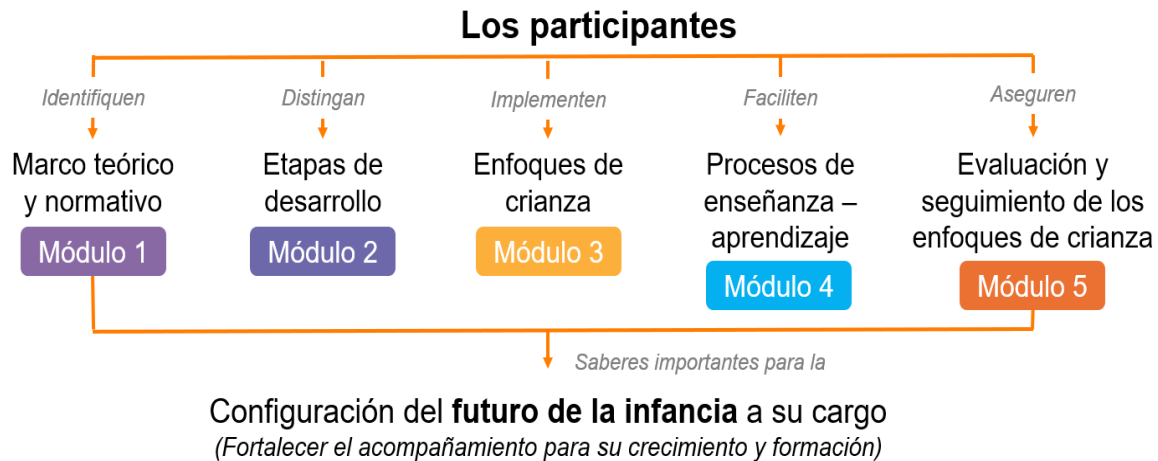 Los participantes
Identifiquen
Distingan
Implementen
Faciliten
Aseguren
Marco teórico
y normativo
Módulo 1
Etapas de
desarrollo
Módulo 2
Enfoques de
crianza
Módulo 3
Procesos de
enseñanza –
aprendizaje
Módulo 4
Evaluación y
seguimiento de los
enfoques de crianza
Módulo 5
Saberes importantes para la
Configuración del futuro de la infancia a su cargo
(Fortalecer el acompañamiento para su crecimiento y formación)